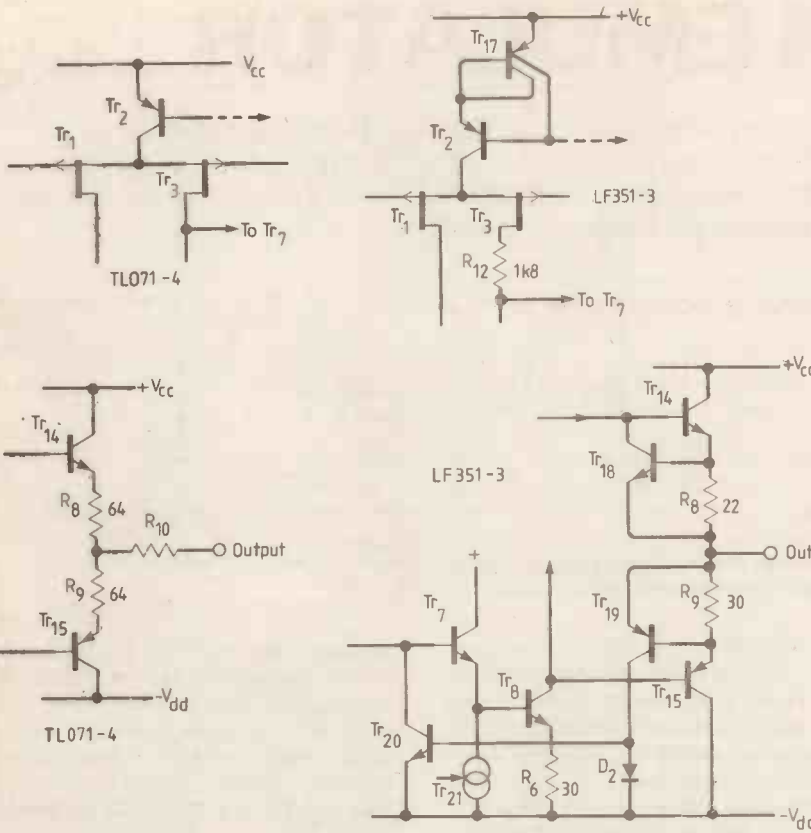 Vcc
Tr2
Tr1
Tr3
To Tr7
TL071-4
+Vcc
Tr17
Tr2
Tr1
Tr3
LF351-3
R12
1k8
To Tr7
+Vcc
Tr14
R8
64
R10
Output
R9
64
Tr15
-Vdd
TL071-4
+Vcc
Tr14
LF351-3
Tr18
R8
22
Out
+
Tr7
Tr19
R9
30
Tr8
Tr15
Tr20
Tr21
R6
30
D2
-Vdd